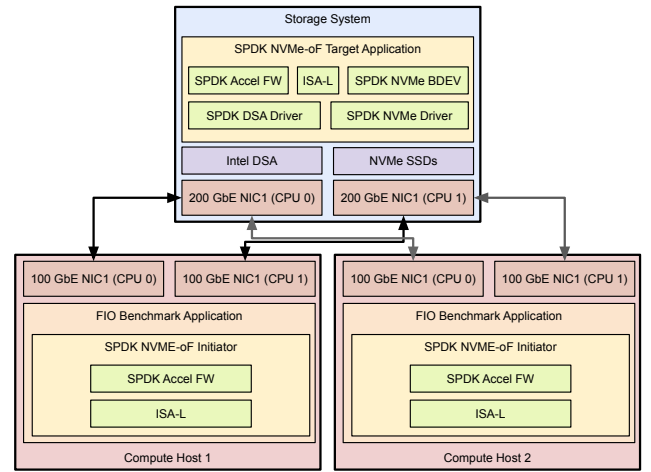 Storage System
SPDK NVMe-oF Target Application
SPDK Accel FW
ISA-L
SPDK NVMe BDEV
SPDK DSA Driver
SPDK NVMe Driver
Intel DSA
NVMe SSDs
200 GbE NIC1 (CPU 0)
200 GbE NIC1 (CPU 1)
100 GbE NIC1 (CPU 0)
100 GbE NIC1 (CPU 1)
FIO Benchmark Application
SPDK NVME-oF Initiator
SPDK Accel FW
ISA-L
Compute Host 1
100 GbE NIC1 (CPU 0)
100 GbE NIC1 (CPU 1)
FIO Benchmark Application
SPDK NVME-oF Initiator
SPDK Accel FW
ISA-L
Compute Host 2